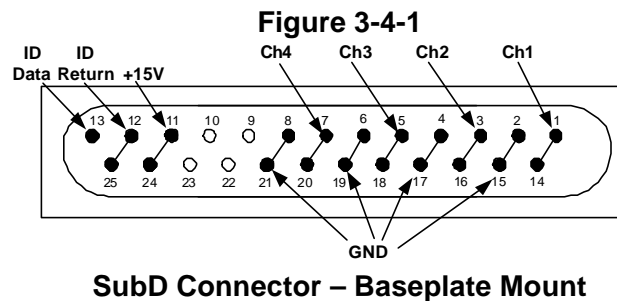 Figure 3-4-1
ID ID Ch4 Ch3 Ch2 Ch1
Data Return +15V
13 12 11 10 9 8 7 6 5 4 3 2 1
25 24 23 22 21 20 19 18 17 16 15 14
GND
SubD Connector – Baseplate Mount